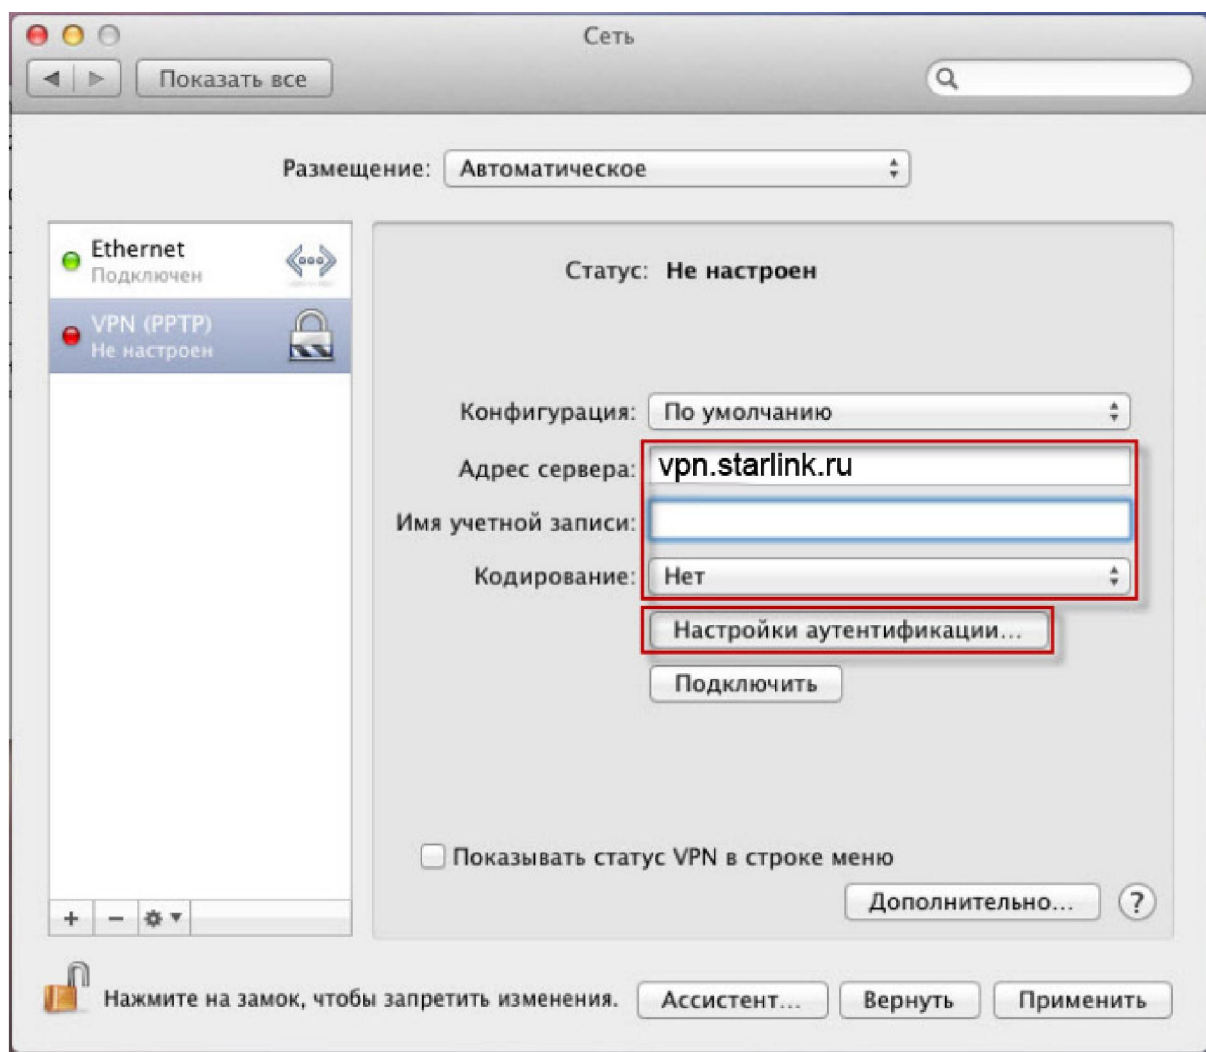 Сеть
Показать все
Размещение: Автоматическое
Ethernet
Подключен
VPN (PPTP)
Не настроен
Статус: Не настроен
Конфигурация: По умолчанию
Адрес сервера: vpn.starlink.ru
Имя учетной записи:
Кодирование: Нет
Настройки аутентификации...
Подключить
Показывать статус VPN в строке меню
Дополнительно... ?
Нажмите на замок, чтобы запретить изменения. Ассистент... Вернуть Применить